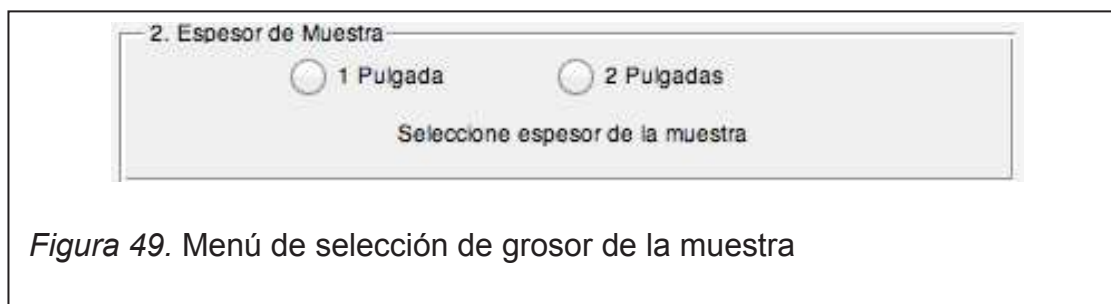 2. Espesor de Muestra
1 Pulgada 2 Pulgadas
Seleccione espesor de la muestra
Figura 49. Menú de selección de grosor de la muestra